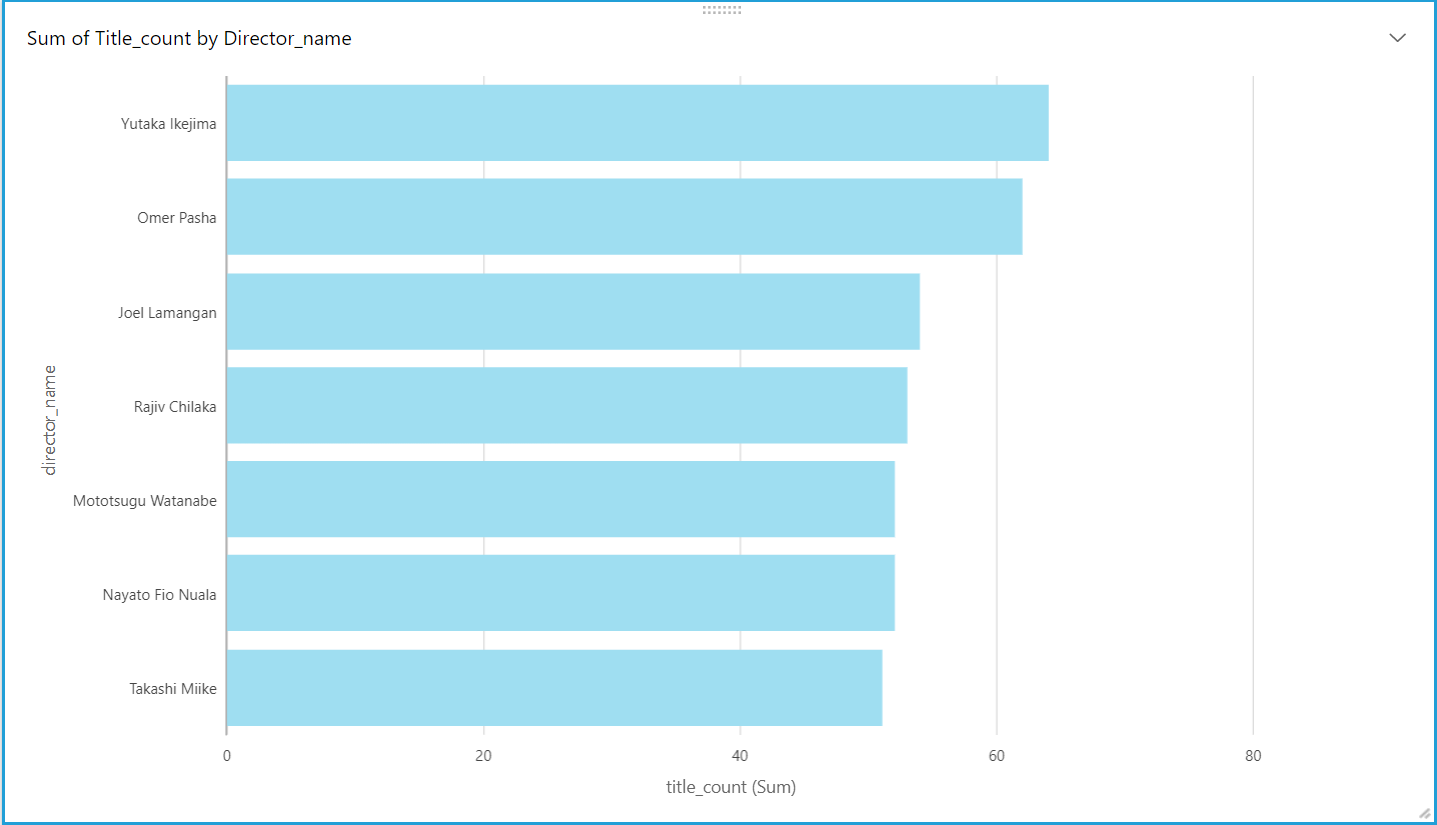 Sum of Title_count by Director_name
director_name
Yutaka Ikejima
Omer Pasha
Joel Lamangan
Rajiv Chilaka
Mototsugu Watanabe
Nayato Fio Nuala
Takashi Miike
0 20 40 60 80
title_count (Sum)